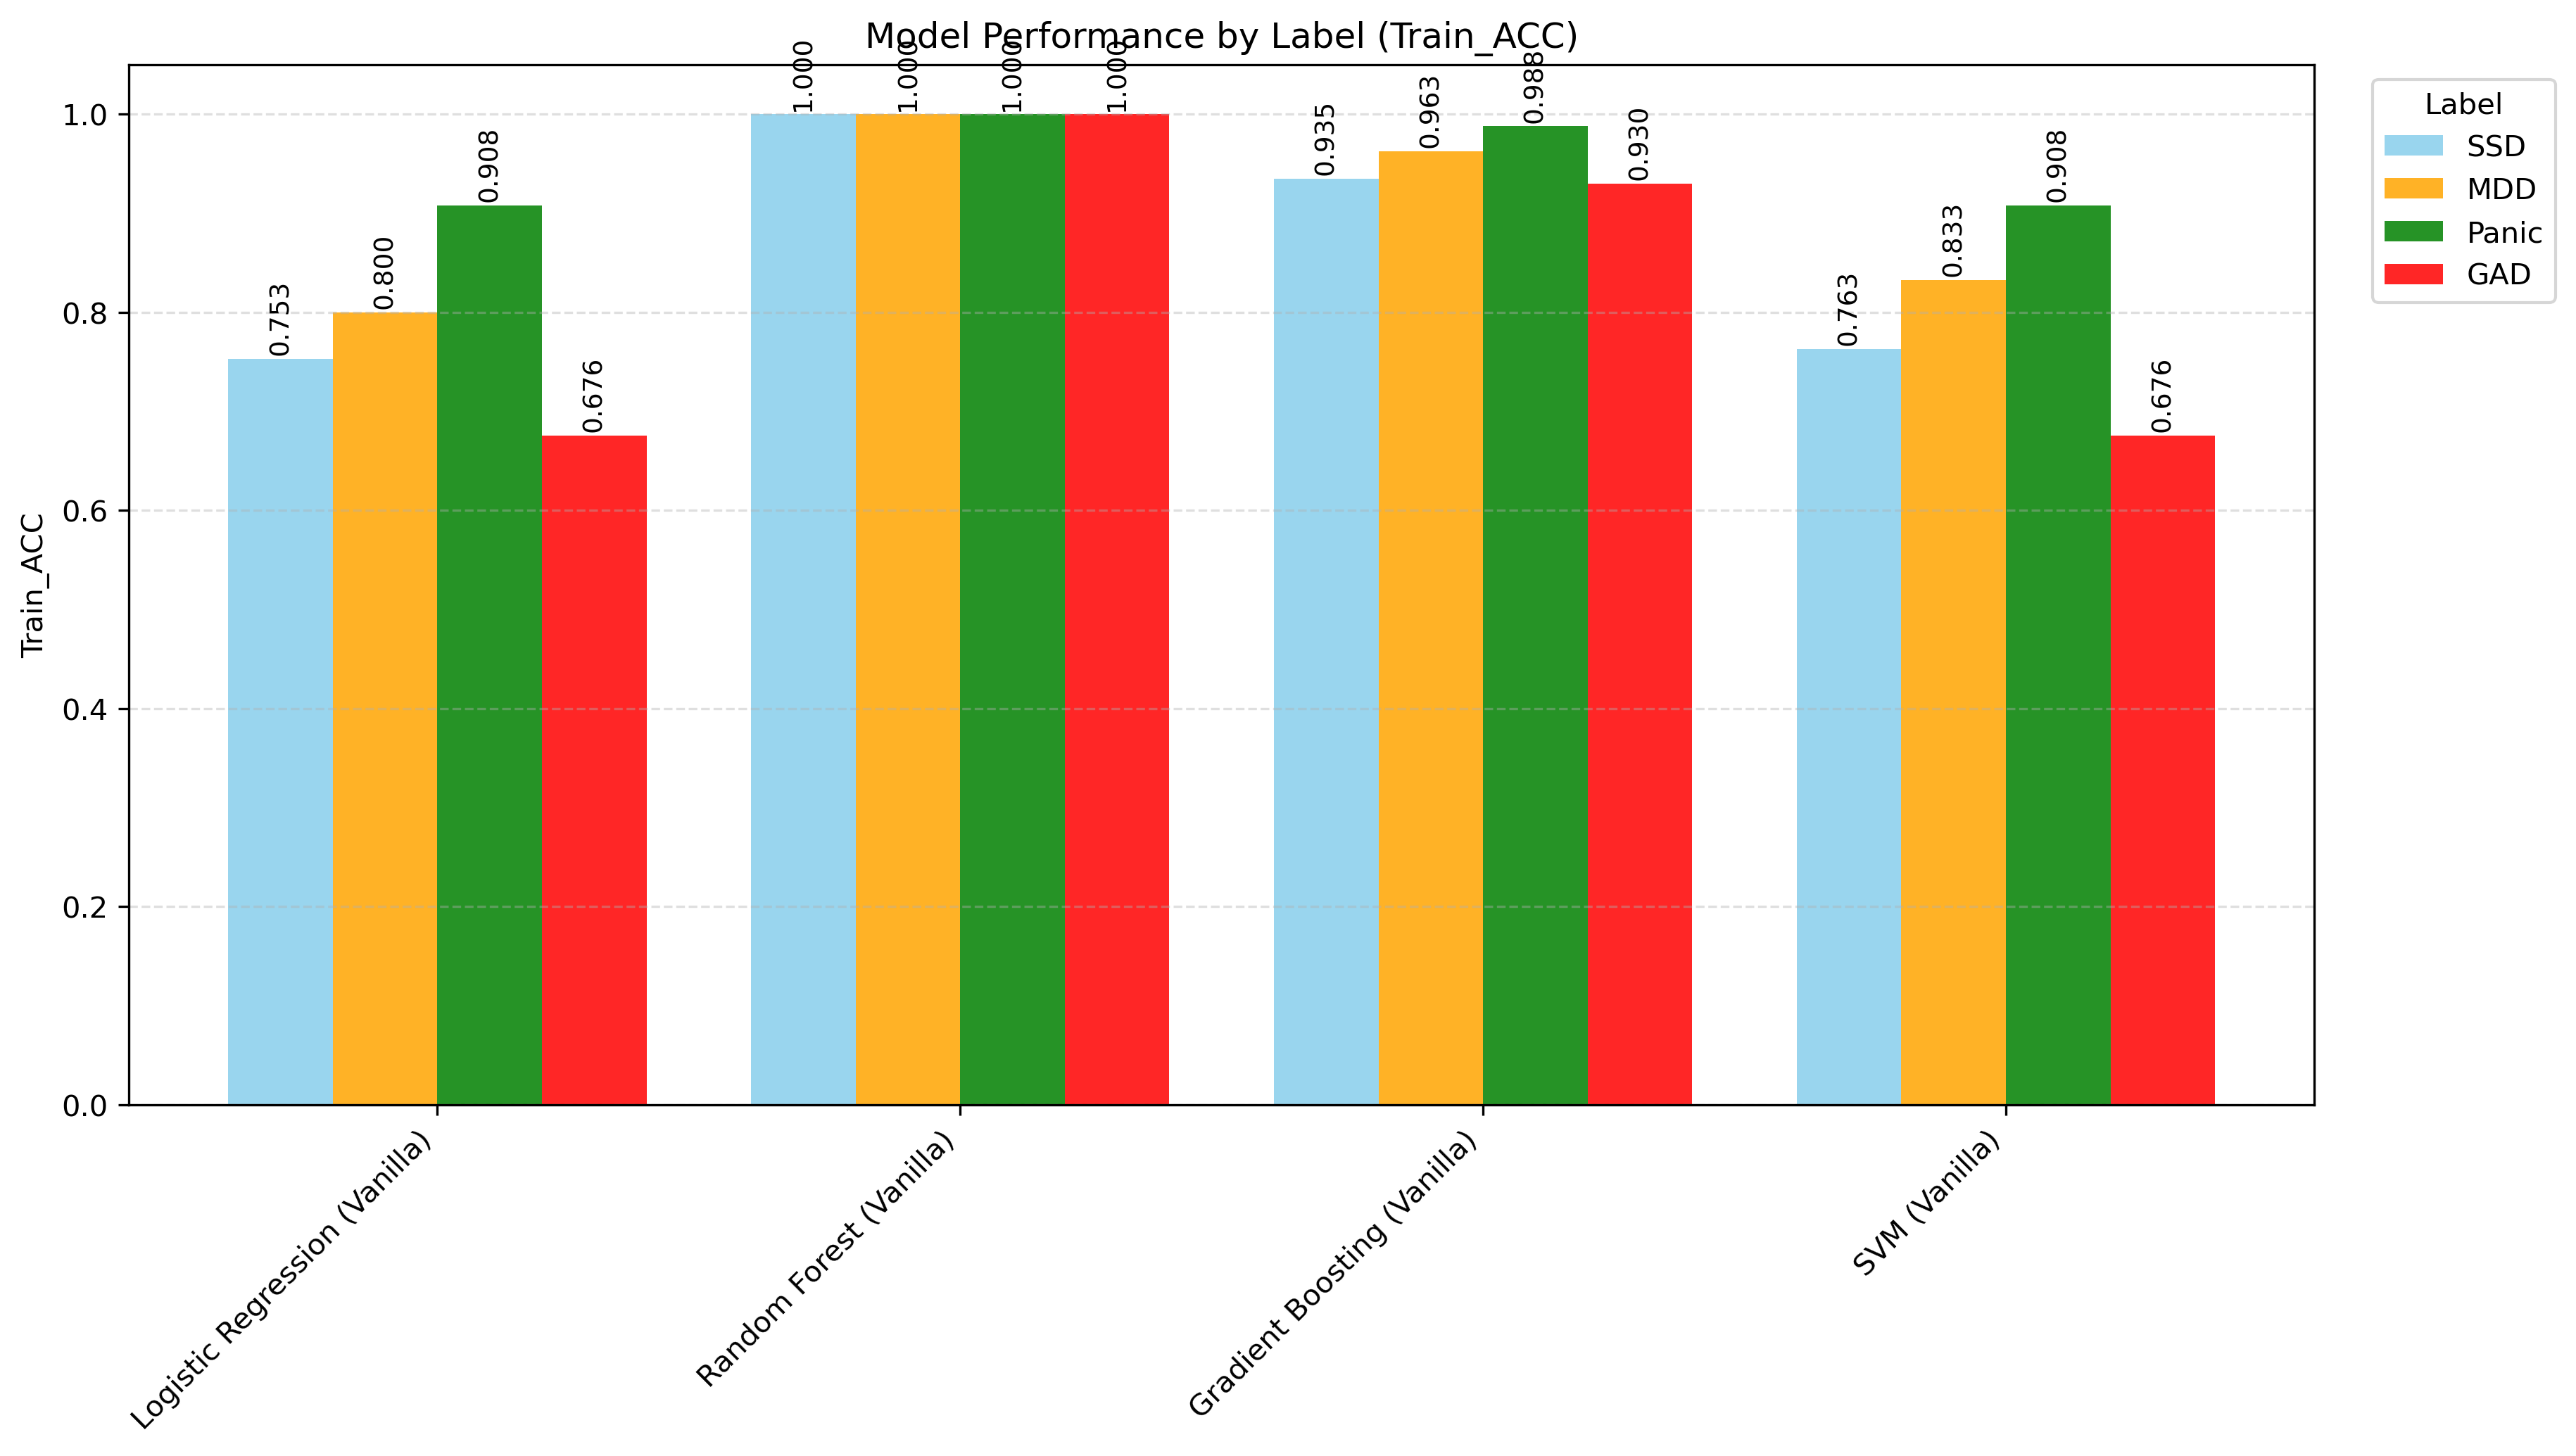 Model Performance by Label (Train_ACC)
Train_ACC
1.0
0.8
0.6
0.4
0.2
0.0
0.753
0.800
0.908
0.676
1.000
1.000
1.000
1.000
0.935
0.963
0.988
0.930
0.763
0.833
0.908
0.676
Logistic Regression (Vanilla)
Random Forest (Vanilla)
Gradient Boosting (Vanilla)
SVM (Vanilla)
Label
SSD
MDD
Panic
GAD